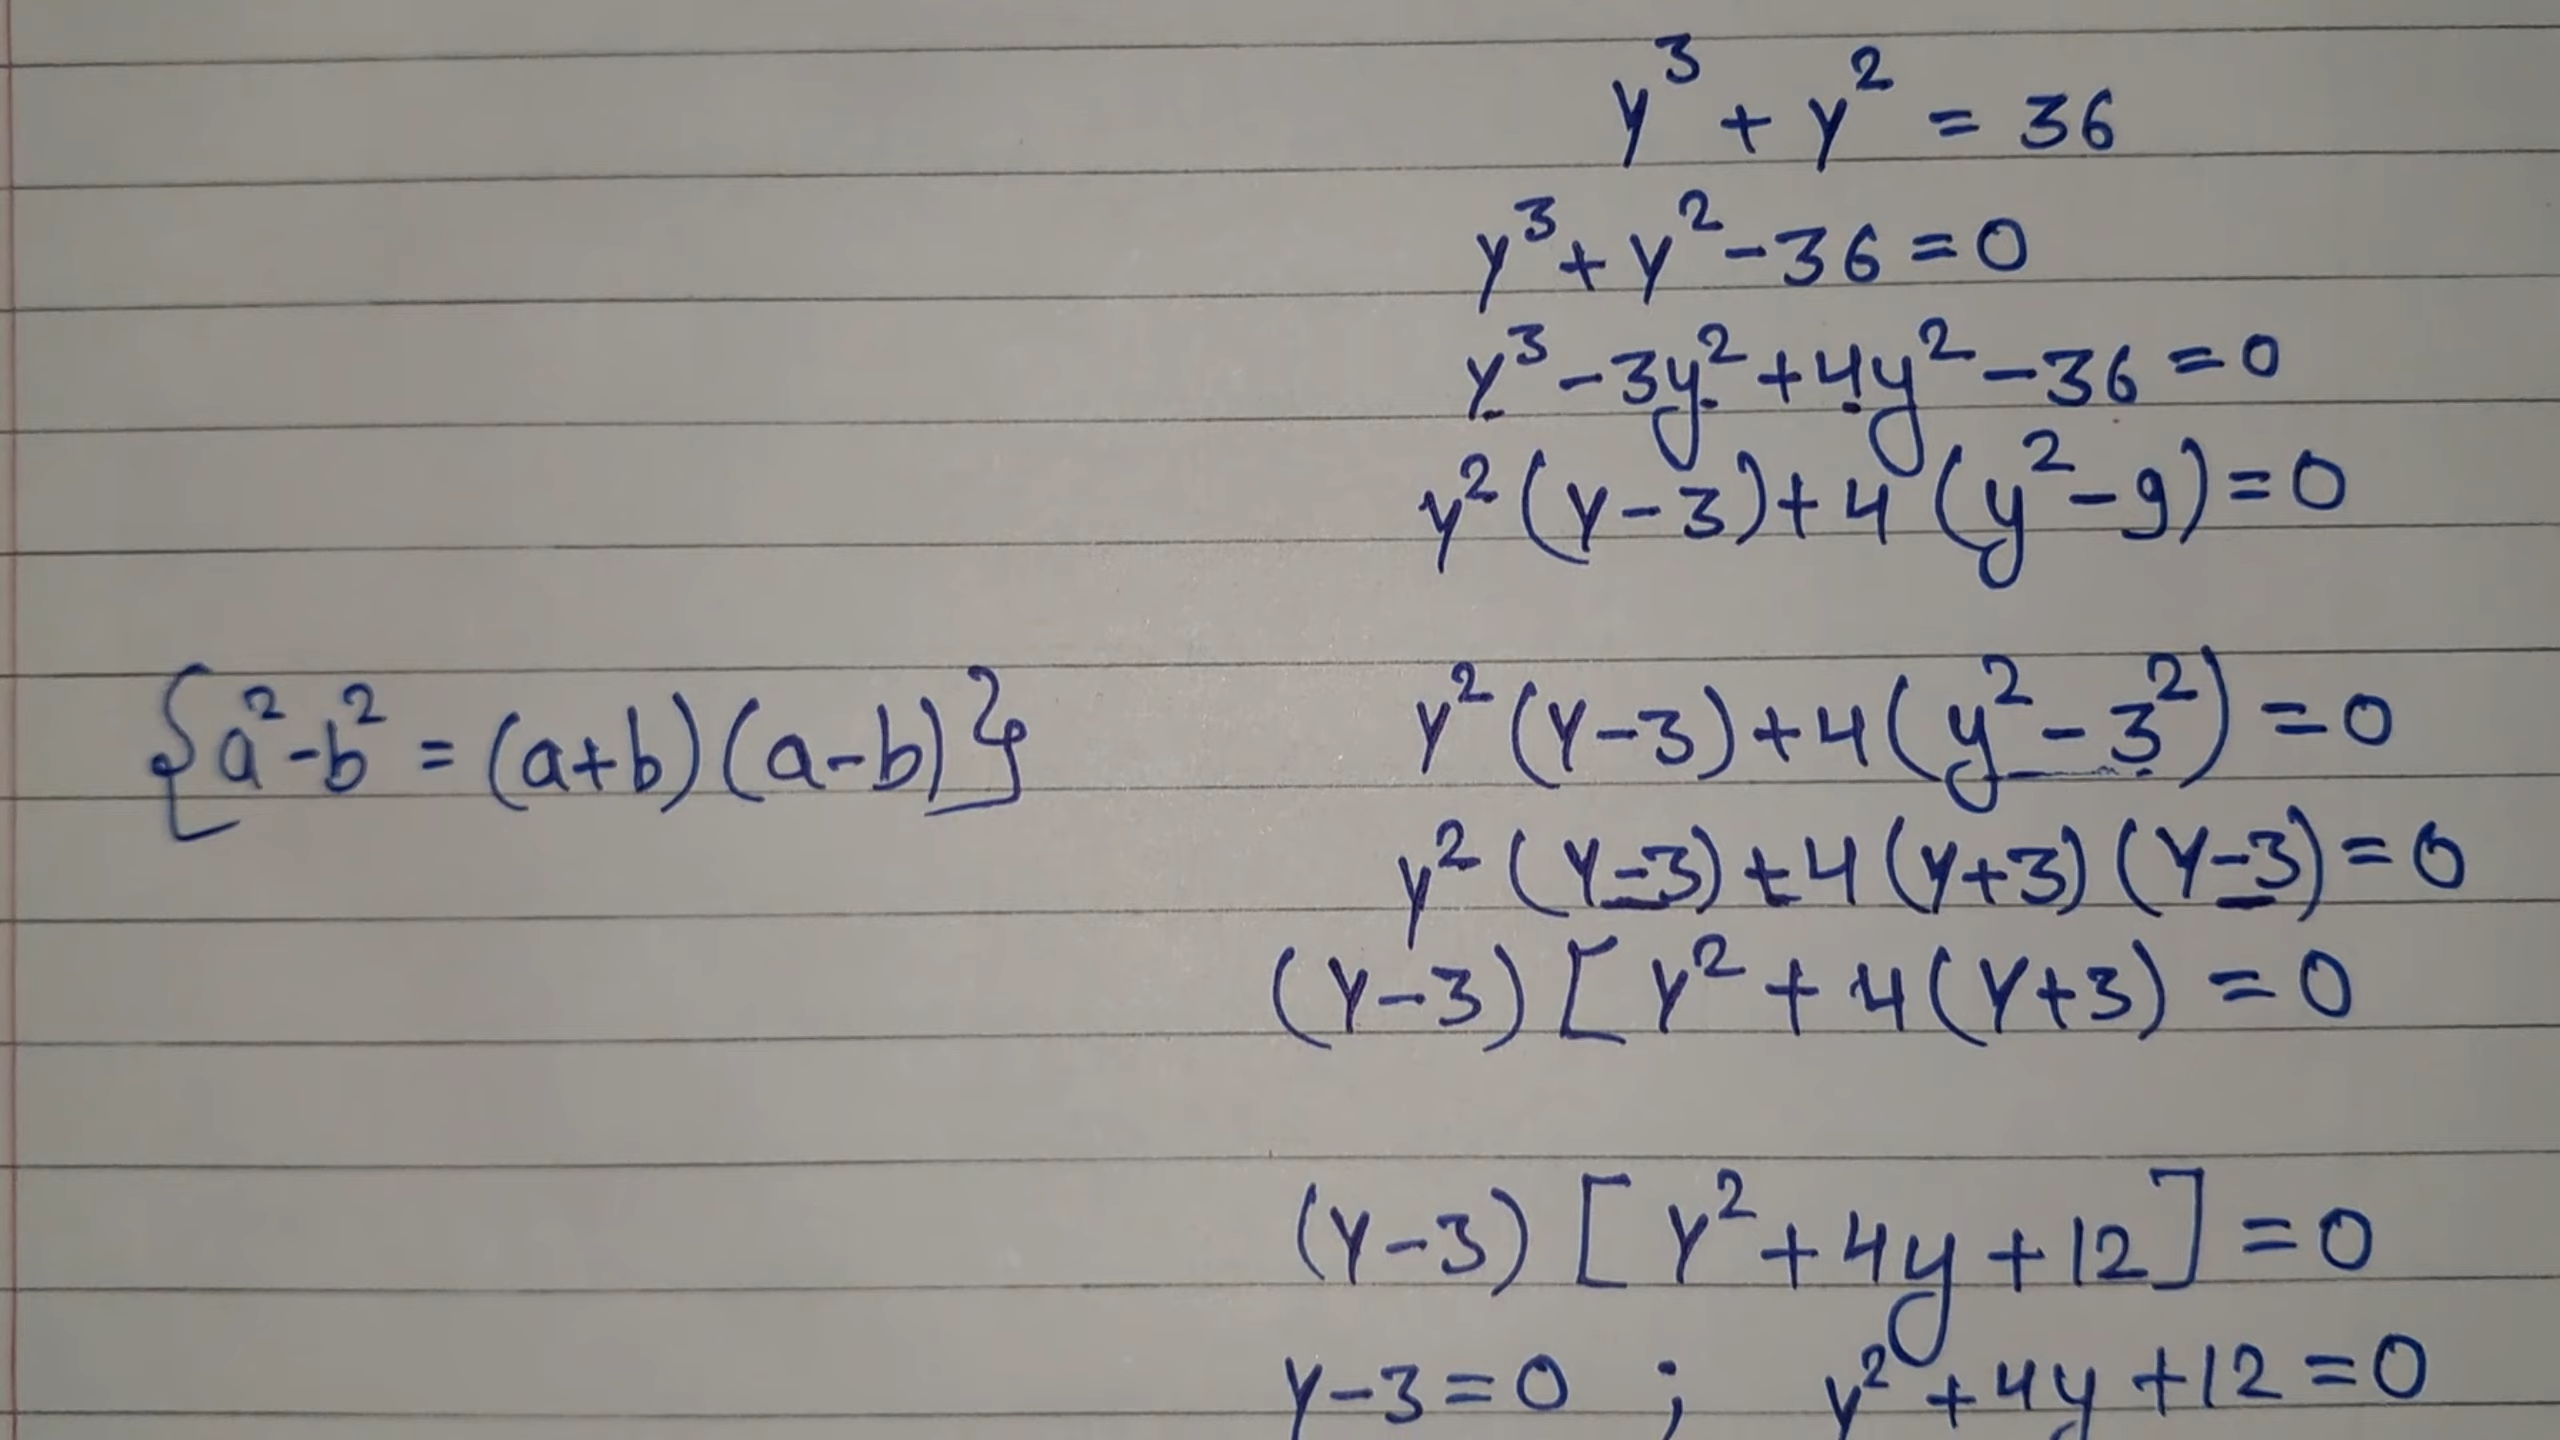 y³ + y² = 36
y³ + y² - 36 = 0
y³ - 3y² + 4y² - 36 = 0
y² (y - 3) + 4 (y² - 9) = 0
{a² - b² = (a+b) (a-b)}
y² (y - 3) + 4 (y² - 3²) = 0
y² (y - 3) + 4 (y+3) (y - 3) = 0
(y - 3) [y² + 4 (y+3) = 0
(y - 3) [y² + 4y + 12] = 0
y - 3 = 0 ; y² + 4y + 12 = 0